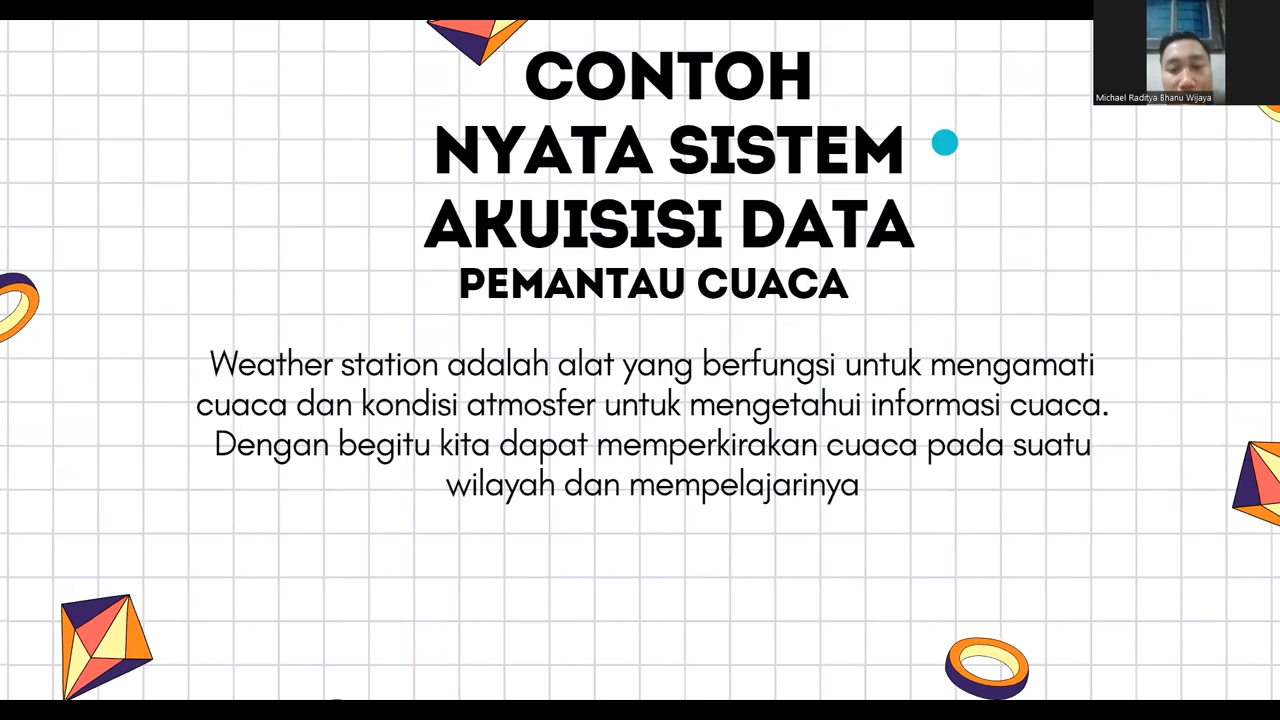 CONTOH
NYATA SISTEM
AKUISISI DATA
PEMANTAU CUACA
Weather station adalah alat yang berfungsi untuk mengamati
cuaca dan kondisi atmosfer untuk mengetahui informasi cuaca.
Dengan begitu kita dapat memperkirakan cuaca pada suatu
wilayah dan mempelajarinya
Michael Raditya Bhanu Wijaya